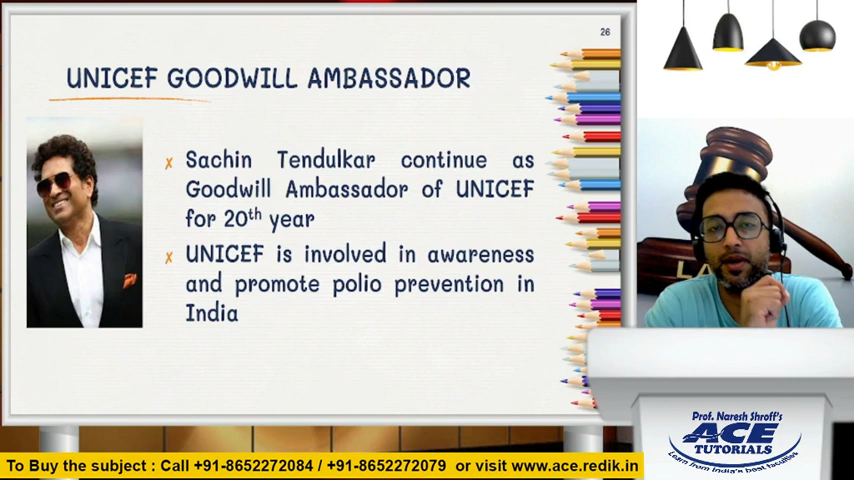 26
UNICEF GOODWILL AMBASSADOR
x Sachin Tendulkar continue as
Goodwill Ambassador of UNICEF
for 20th year
x UNICEF is involved in awareness
and promote polio prevention in
India
LA
Prof. Naresh Shroff's
ACE
TUTORIALS
Learn from India's best faculties
To Buy the subject : Call +91-8652272084 / +91-8652272079 or visit www.ace.redik.in